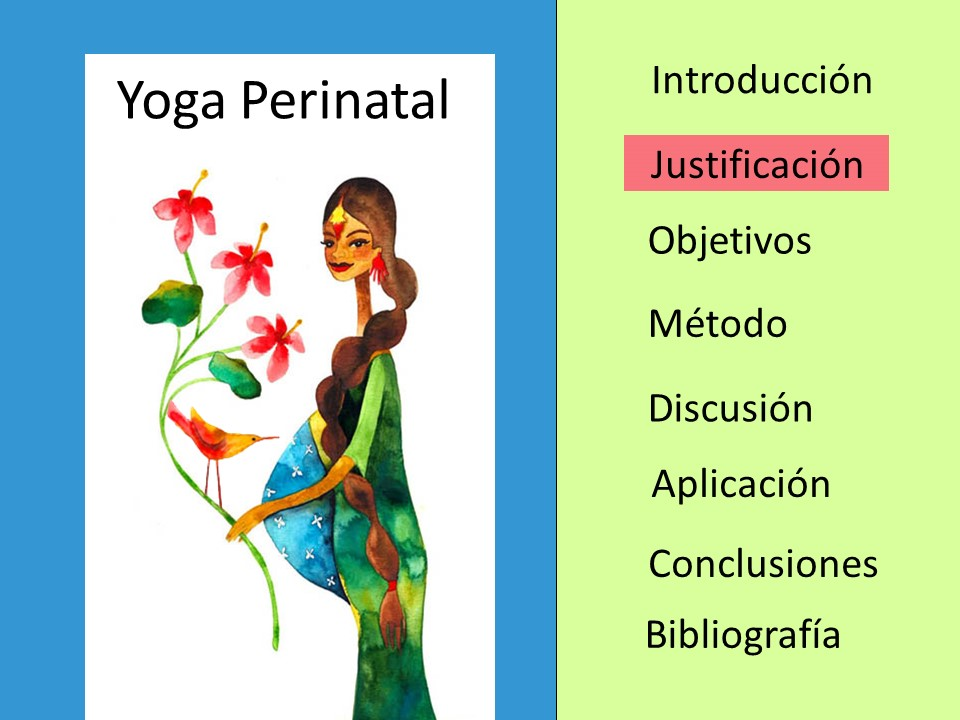 Yoga Perinatal
Introducción
Justificación
Objetivos
Método
Discusión
Aplicación
Conclusiones
Bibliografía